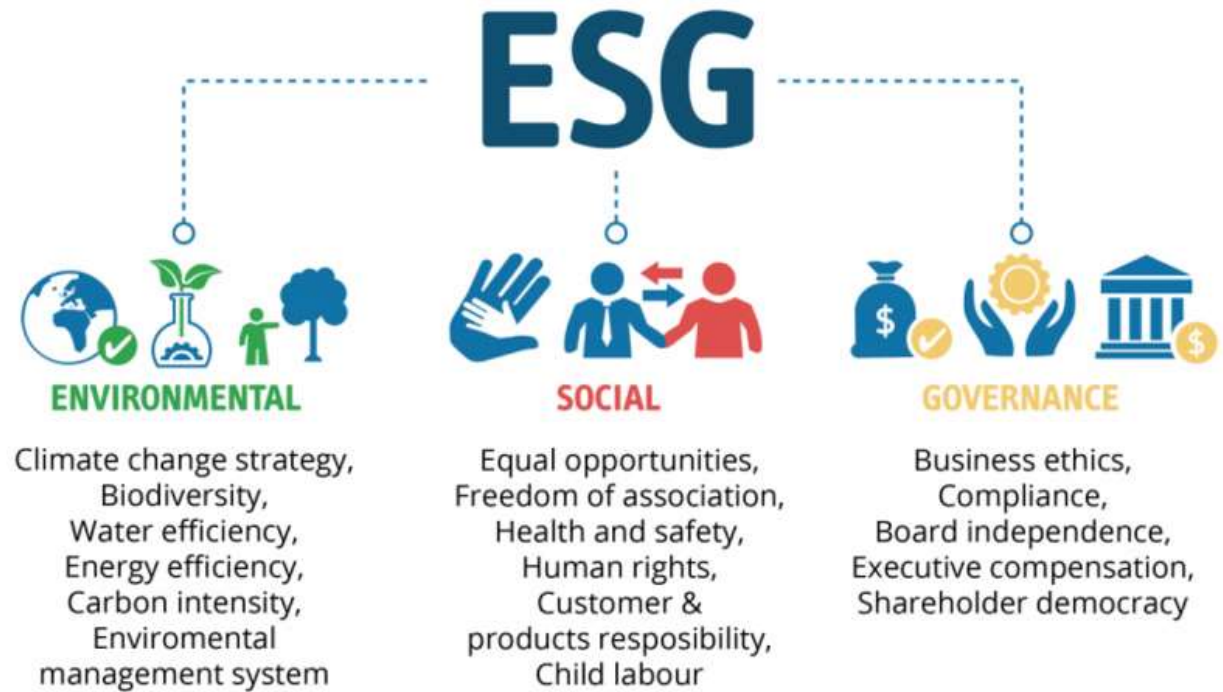 ESG
ENVIRONMENTAL
Climate change strategy,
Biodiversity,
Water efficiency,
Energy efficiency,
Carbon intensity,
Enviromental
management system
SOCIAL
Equal opportunities,
Freedom of association,
Health and safety,
Human rights,
Customer &
products resposibility,
Child labour
$
$
GOVERNANCE
Business ethics,
Compliance,
Board independence,
Executive compensation,
Shareholder democracy